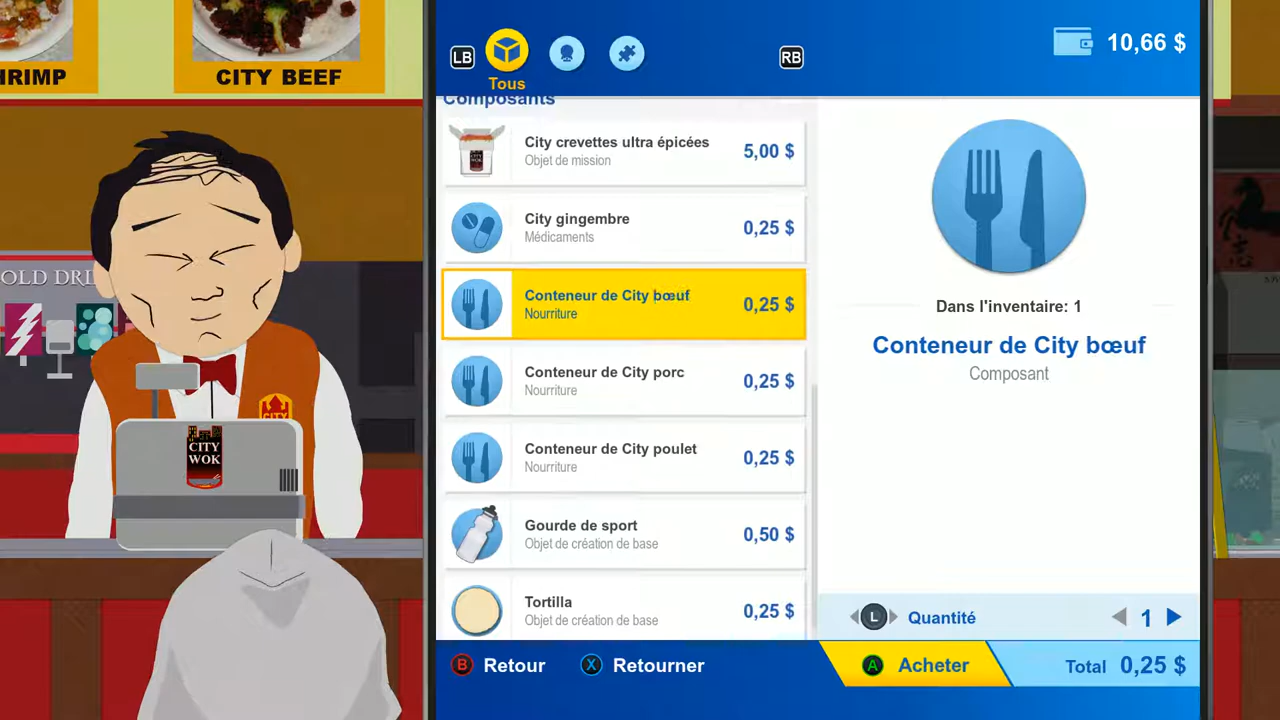 HRIMP
CITY BEEF
LB
RB
10,66 $
Tous
Composants
City crevettes ultra épicées
Objet de mission
5,00 $
City gingembre
Médicaments
0,25 $
Conteneur de City bœuf
Nourriture
0,25 $
Conteneur de City porc
Nourriture
0,25 $
Conteneur de City poulet
Nourriture
0,25 $
Gourde de sport
Objet de création de base
0,50 $
Tortilla
Objet de création de base
0,25 $
Dans l'inventaire: 1
Conteneur de City bœuf
Composant
L Quantité 1
B Retour
X Retourner
A Acheter
Total 0,25 $
OLD DRI
CITY
CITY
WOK